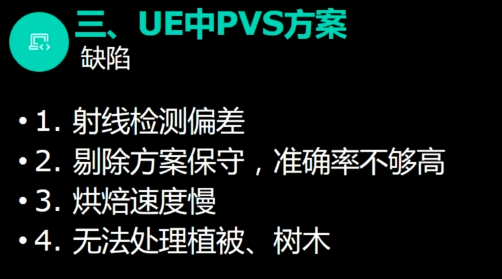 三、UE中PVS方案
缺陷
• 1. 射线检测偏差
• 2. 剔除方案保守，准确率不够高
• 3. 烘焙速度慢
• 4. 无法处理植被、树木